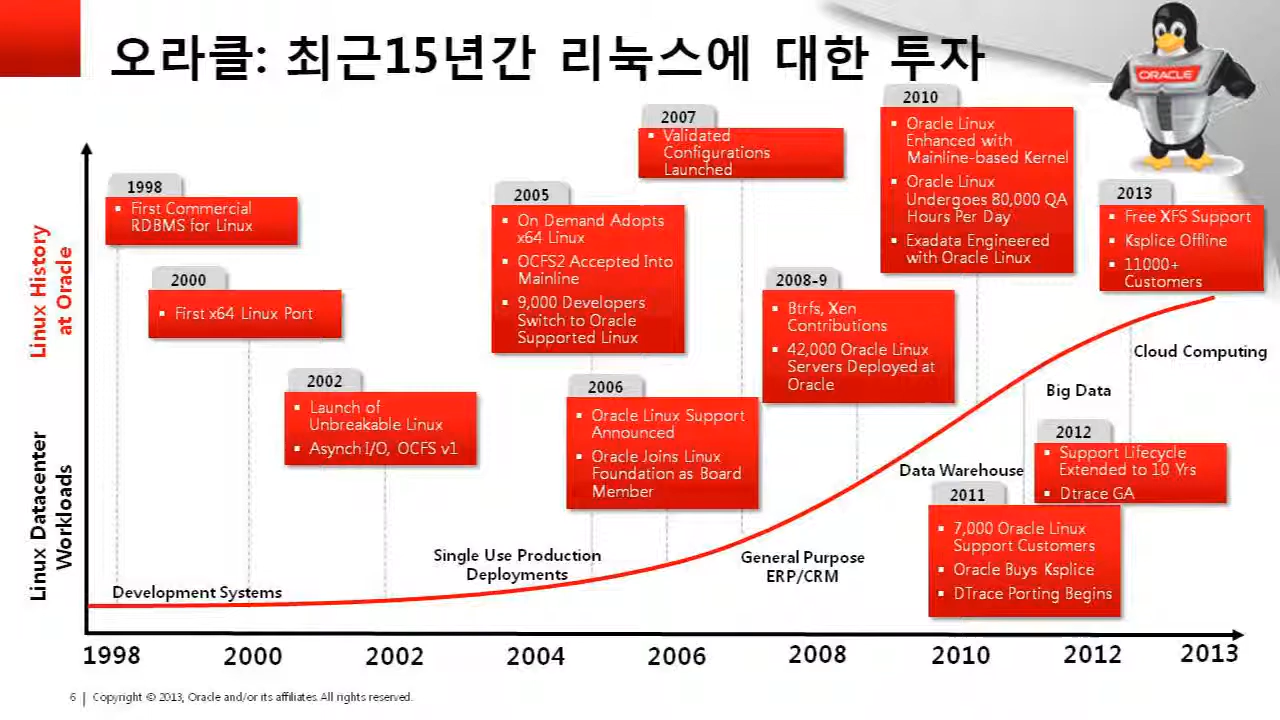 오라클: 최근15년간 리눅스에 대한 투자
ORACLE
Linux History
at Oracle
Linux Datacenter
Workloads
1998
▪ First Commercial
RDBMS for Linux
2000
▪ First x64 Linux Port
2002
▪ Launch of
Unbreakable Linux
▪ Asynch I/O, OCFS v1
2005
▪ On Demand Adopts
x64 Linux
▪ OCFS2 Accepted Into
Mainline
▪ 9,000 Developers
Switch to Oracle
Supported Linux
2006
▪ Oracle Linux Support
Announced
▪ Oracle Joins Linux
Foundation as Board
Member
2007
▪ Validated
Configurations
Launched
2008-9
▪ Btrfs, Xen
Contributions
▪ 42,000 Oracle Linux
Servers Deployed at
Oracle
2010
▪ Oracle Linux
Enhanced with
Mainline-based Kernel
▪ Oracle Linux
Undergoes 80,000 QA
Hours Per Day
▪ Exadata Engineered
with Oracle Linux
2013
▪ Free XFS Support
▪ Ksplice Offline
▪ 11000+
Customers
2012
▪ Support Lifecycle
Extended to 10 Yrs
▪ Dtrace GA
2011
▪ 7,000 Oracle Linux
Support Customers
▪ Oracle Buys Ksplice
▪ DTrace Porting Begins
Development Systems
Single Use Production
Deployments
General Purpose
ERP/CRM
Data Warehouse
Big Data
Cloud Computing
1998 2000 2002 2004 2006 2008 2010 2012 2013
6 | Copyright © 2013, Oracle and/or its affiliates. All rights reserved.